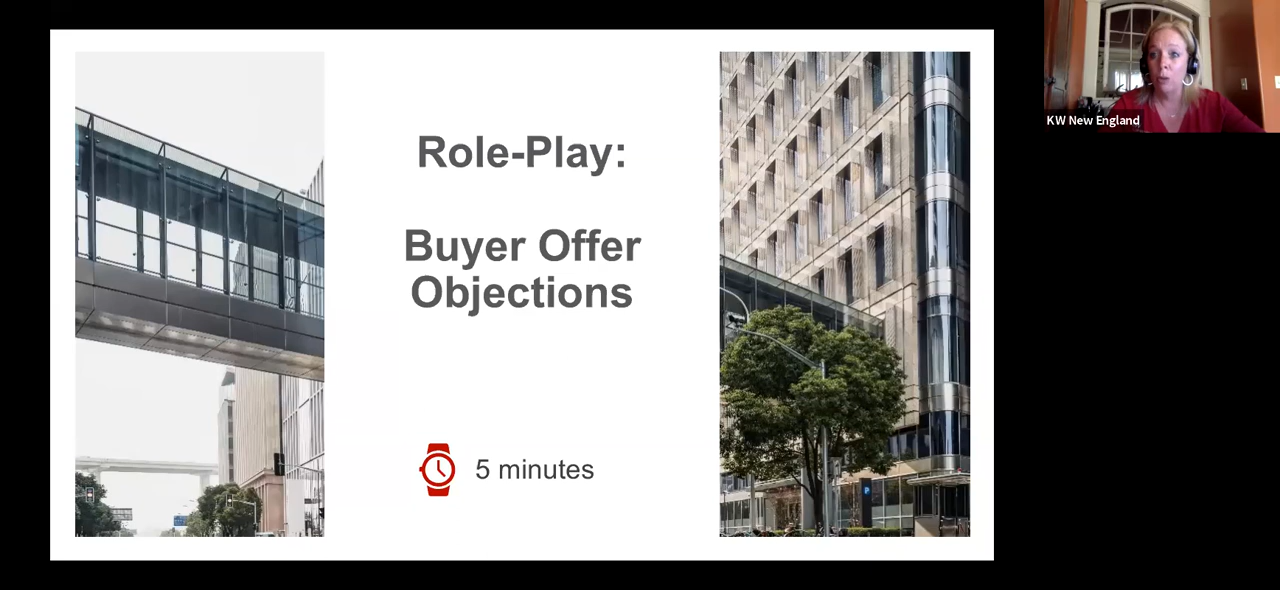 Role-Play:
Buyer Offer
Objections
5 minutes
KW New England